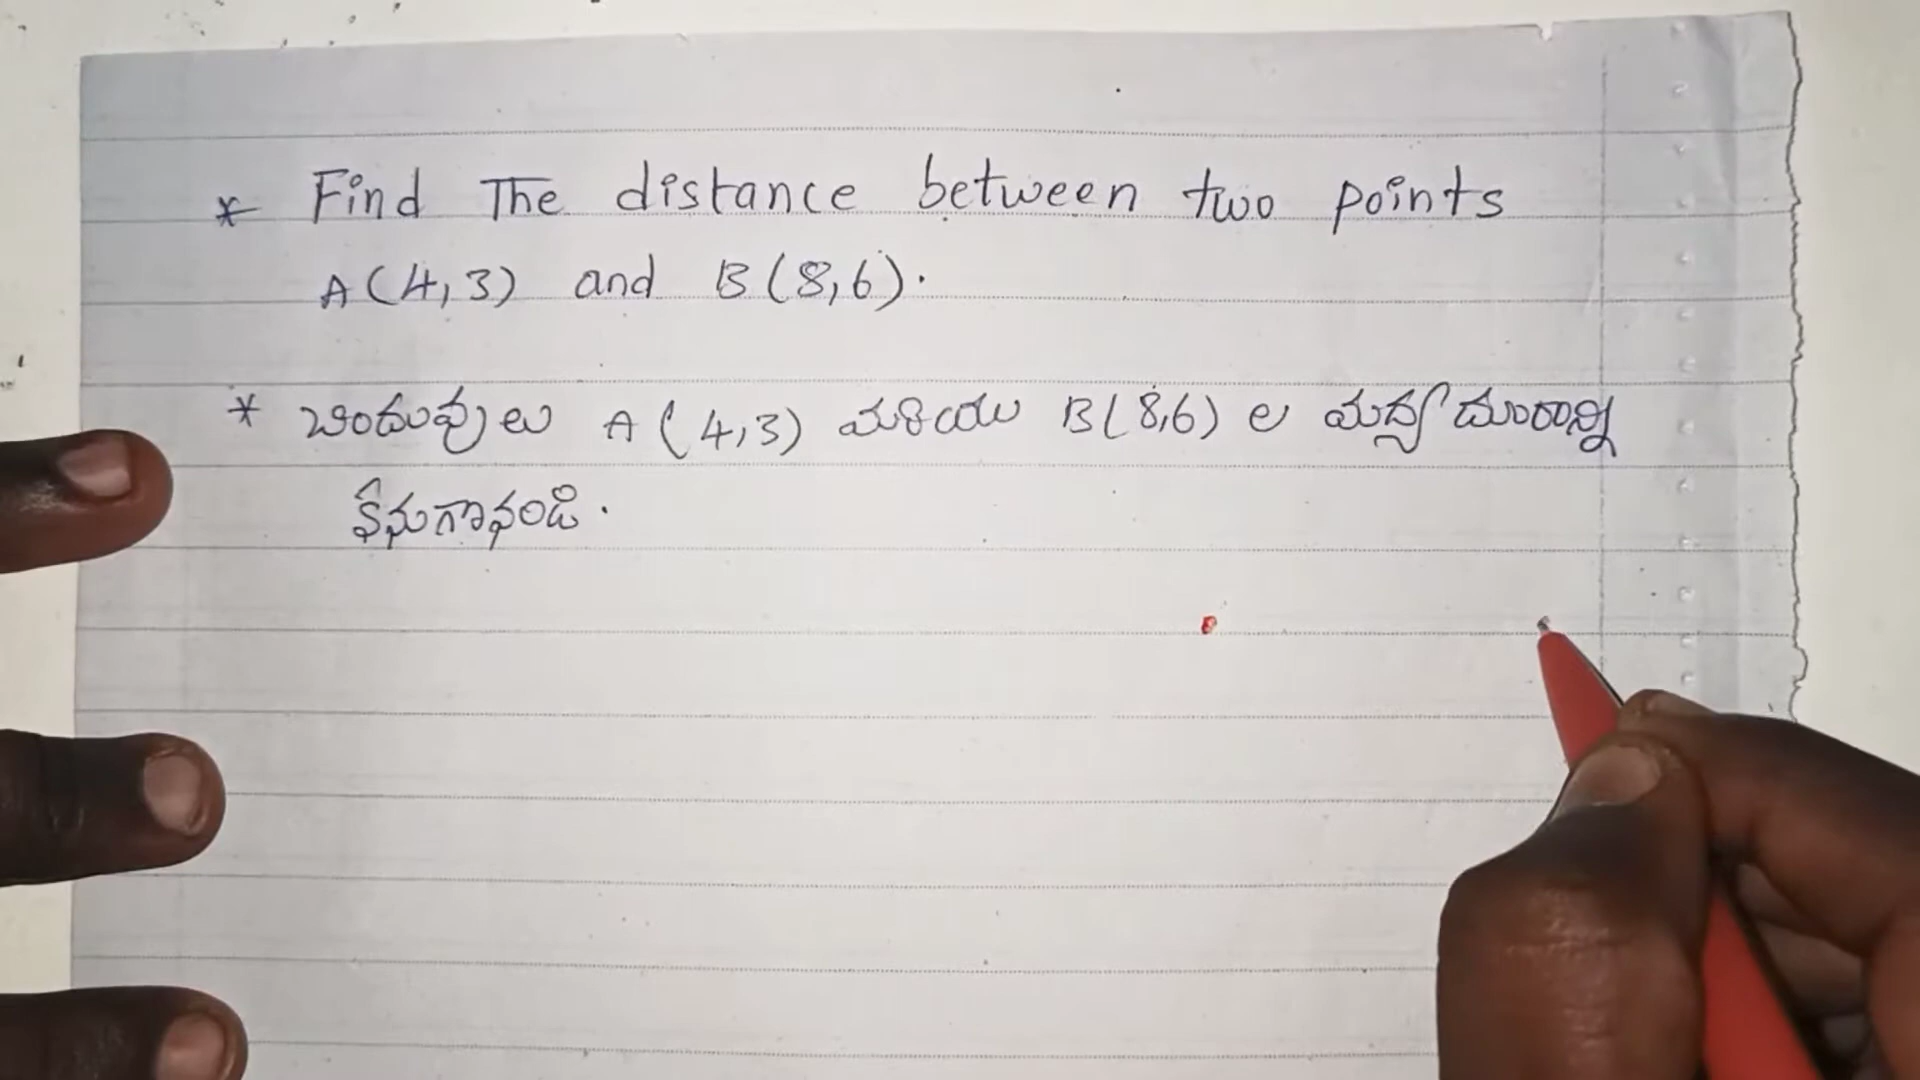 * Find The distance between two points
A(4,3) and B(8,6).
* బిందువులు A(4,3) మరియు B(8,6) ల మధ్య దూరాన్ని
కనుగొనండి.